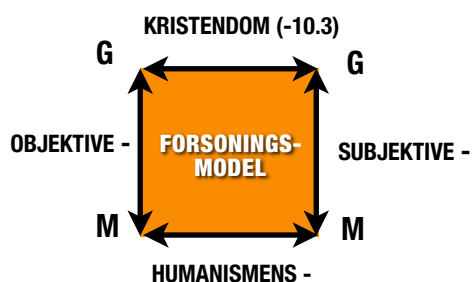 KRISTENDOM (-10.3)
G G
OBJEKTIVE - FORSONINGS- SUBJEKTIVE -
MODEL
M M
HUMANISMENS -